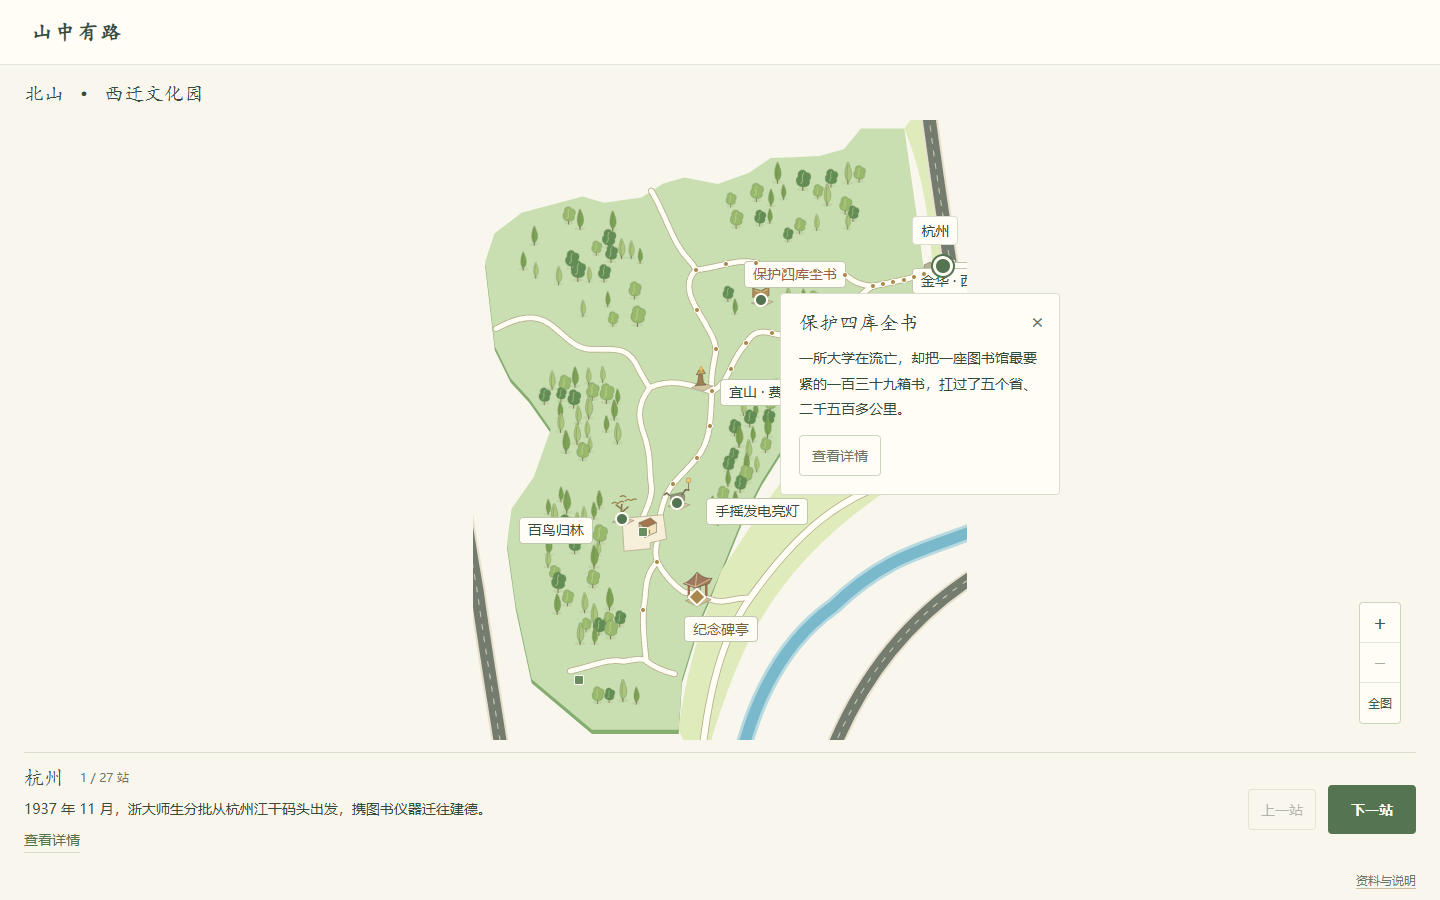 山中有路
北山 • 西迁文化园
杭州
保护四库全书
金华 · 西
保护四库全书 ×
一所大学在流亡，却把一座图书馆最要
紧的一百三十九箱书，扛过了五个省、
二千五百多公里。
查看详情
宜山 · 费
手摇发电亮灯
百鸟归林
纪念碑亭
+
−
全图
杭州 1 / 27 站
1937 年 11 月，浙大师生分批从杭州江干码头出发，携图书仪器迁往建德。
查看详情
上一站 下一站
资料与说明